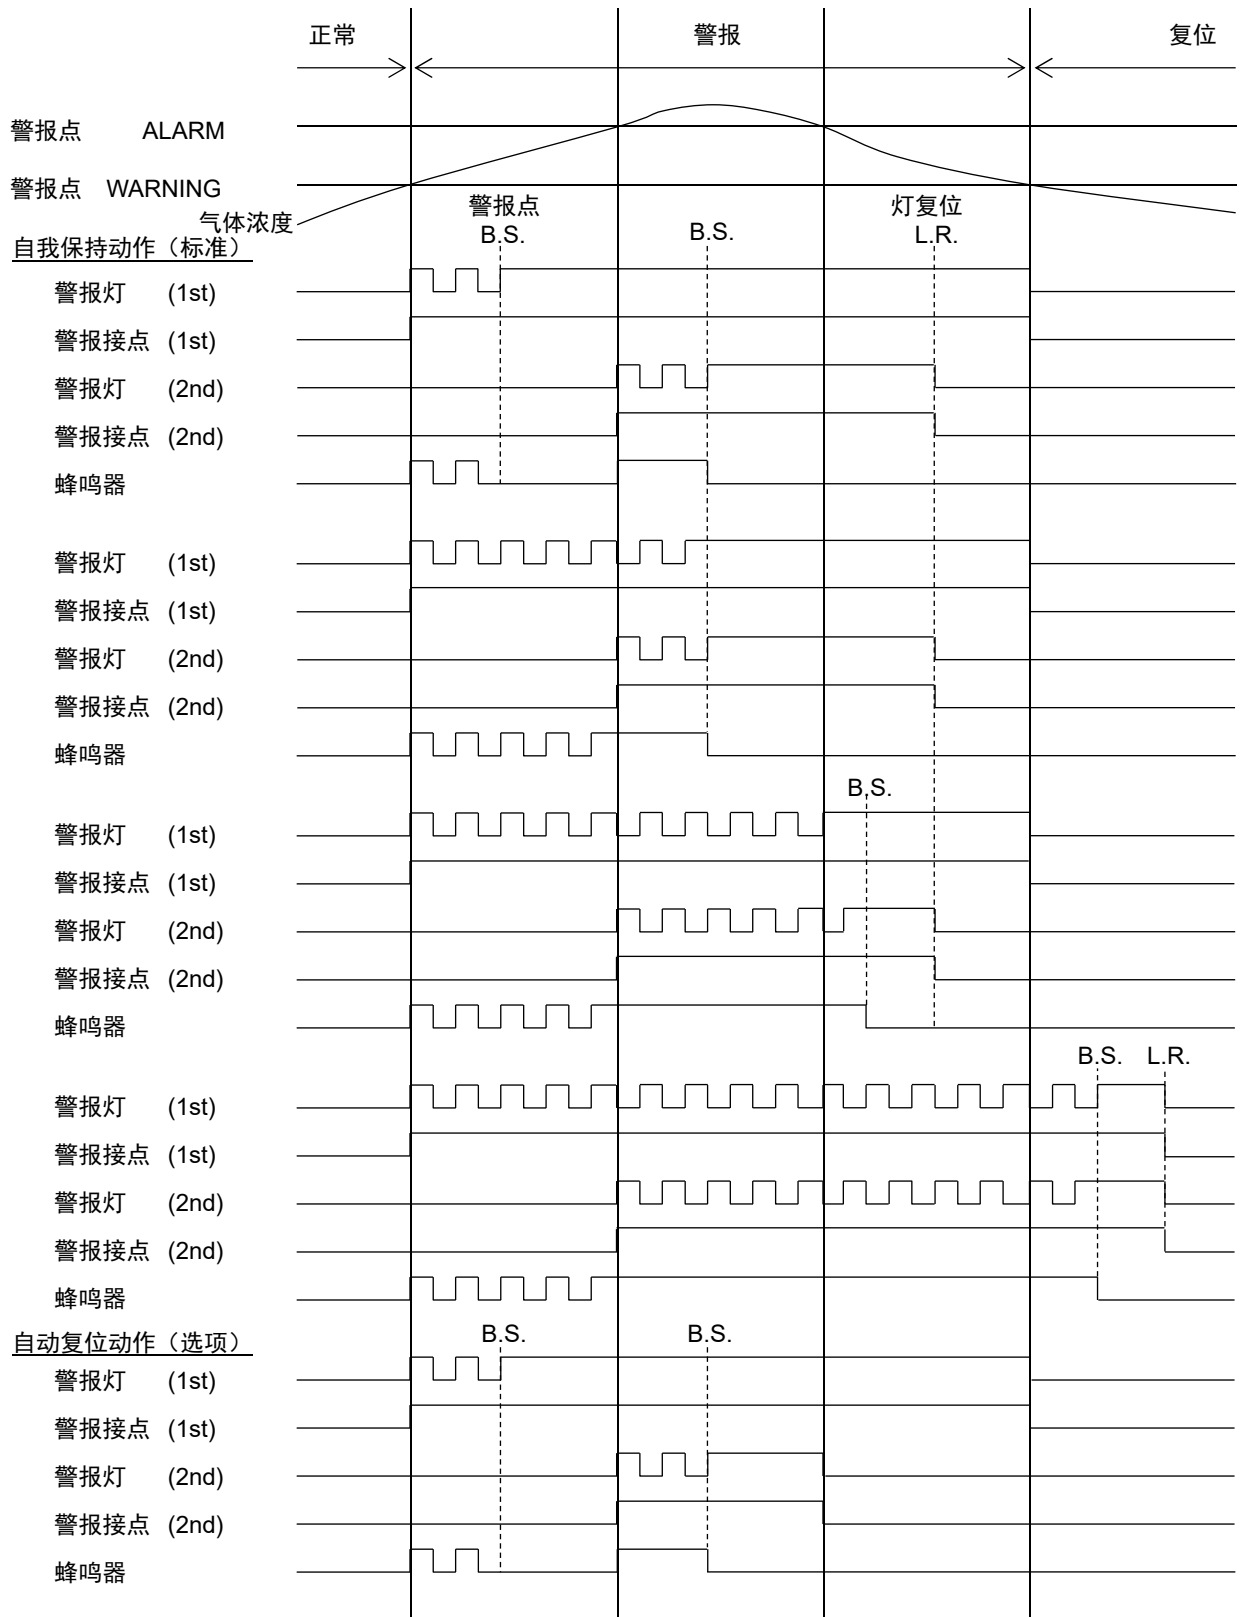 正常 警报 复位
警报点 ALARM
警报点 WARNING
气体浓度
警报点 灯复位
B.S. B.S. L.R.
自我保持动作（标准）
警报灯 (1st)
警报接点 (1st)
警报灯 (2nd)
警报接点 (2nd)
蜂鸣器
警报灯 (1st)
警报接点 (1st)
警报灯 (2nd)
警报接点 (2nd)
蜂鸣器
B.S.
警报灯 (1st)
警报接点 (1st)
警报灯 (2nd)
警报接点 (2nd)
蜂鸣器
B.S. L.R.
警报灯 (1st)
警报接点 (1st)
警报灯 (2nd)
警报接点 (2nd)
蜂鸣器
自动复位动作（选项） B.S. B.S.
警报灯 (1st)
警报接点 (1st)
警报灯 (2nd)
警报接点 (2nd)
蜂鸣器